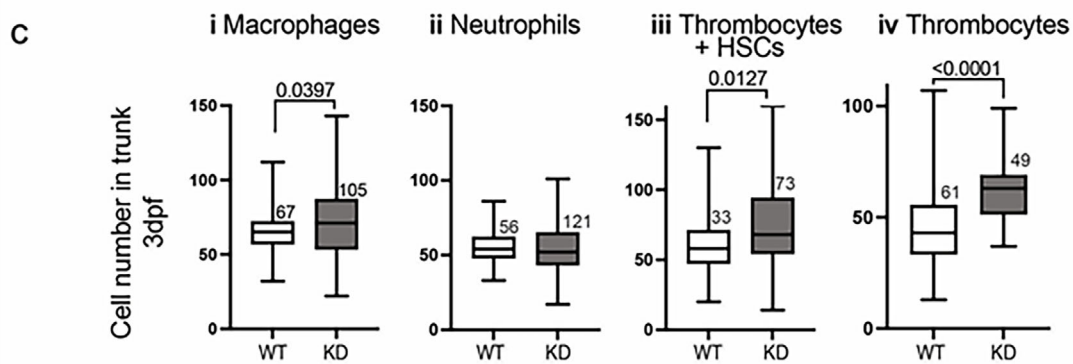 C
i Macrophages
ii Neutrophils
iii Thrombocytes
+ HSCs
iv Thrombocytes
Cell number in trunk
3dpf
0.0397
150
100
50
0
67
105
WT
KD
150
100
50
0
56
121
WT
KD
0.0127
150
100
50
0
33
73
WT
KD
<0.0001
100
50
0
61
49
WT
KD